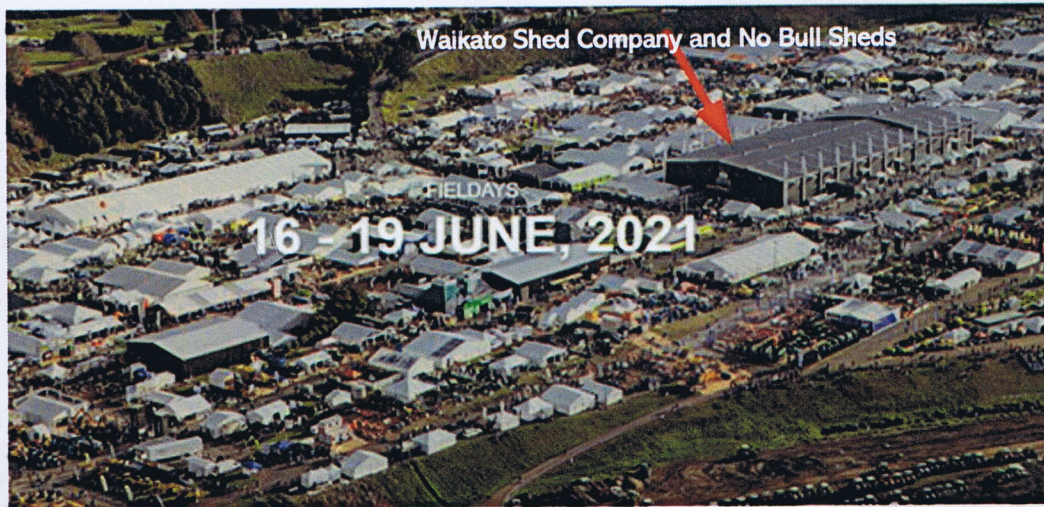 Waikato Shed Company and No Bull Sheds
FIELDAYS
16 - 19 JUNE, 2021